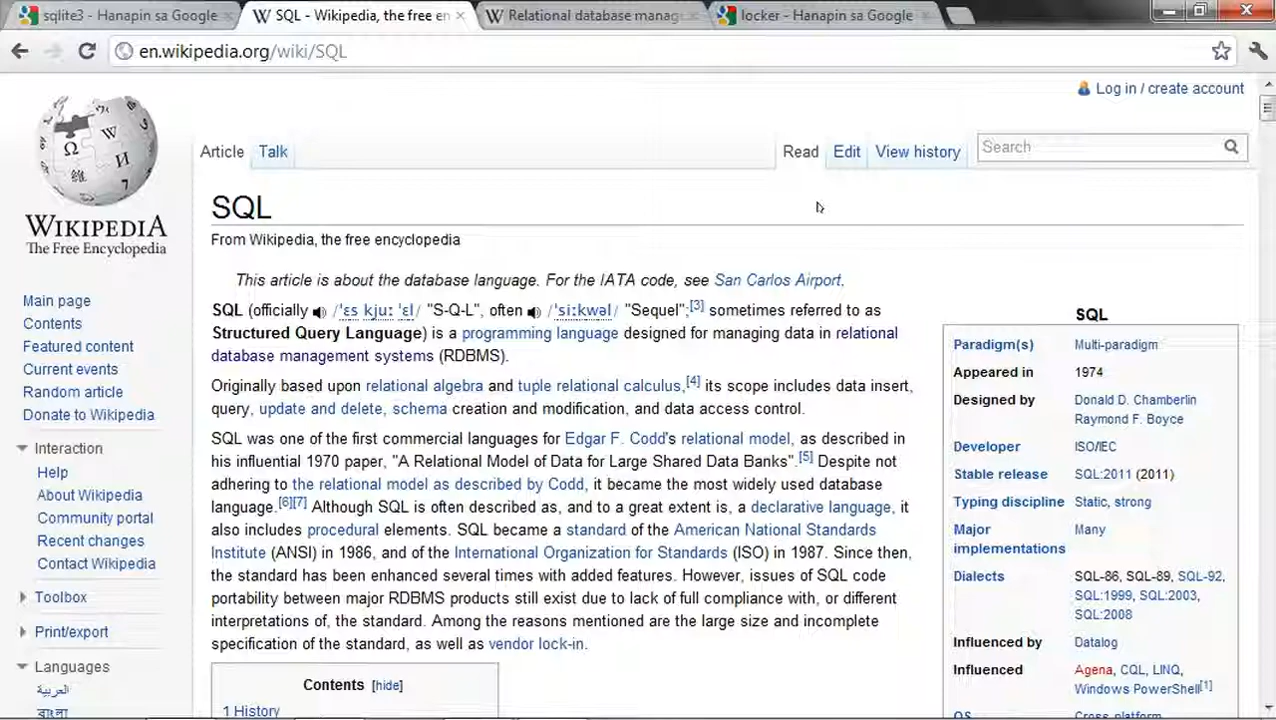 sqlite3 - Hanapin sa Google
SQL - Wikipedia, the free en
Relational database manag
locker - Hanapin sa Google
en.wikipedia.org/wiki/SQL
Log in / create account
Article Talk Read Edit View history Search
WIKIPEDIA
The Free Encyclopedia
Main page
Contents
Featured content
Current events
Random article
Donate to Wikipedia
Interaction
Help
About Wikipedia
Community portal
Recent changes
Contact Wikipedia
Toolbox
Print/export
Languages
العربية
বাংলা
SQL
From Wikipedia, the free encyclopedia
This article is about the database language. For the IATA code, see San Carlos Airport.
SQL (officially /ˈɛs kjuː ˈɛl/ "S-Q-L", often /ˈsiːkwəl/ "Sequel";[3] sometimes referred to as
Structured Query Language) is a programming language designed for managing data in relational
database management systems (RDBMS).
Originally based upon relational algebra and tuple relational calculus,[4] its scope includes data insert,
query, update and delete, schema creation and modification, and data access control.
SQL was one of the first commercial languages for Edgar F. Codd's relational model, as described in
his influential 1970 paper, "A Relational Model of Data for Large Shared Data Banks".[5] Despite not
adhering to the relational model as described by Codd, it became the most widely used database
language.[6][7] Although SQL is often described as, and to a great extent is, a declarative language, it
also includes procedural elements. SQL became a standard of the American National Standards
Institute (ANSI) in 1986, and of the International Organization for Standards (ISO) in 1987. Since then,
the standard has been enhanced several times with added features. However, issues of SQL code
portability between major RDBMS products still exist due to lack of full compliance with, or different
interpretations of, the standard. Among the reasons mentioned are the large size and incomplete
specification of the standard, as well as vendor lock-in.
Contents [hide]
1 History
SQL
Paradigm(s) Multi-paradigm
Appeared in 1974
Designed by Donald D. Chamberlin
Raymond F. Boyce
Developer ISO/IEC
Stable release SQL:2011 (2011)
Typing discipline Static, strong
Major Many
implementations
Dialects SQL-86, SQL-89, SQL-92,
SQL:1999, SQL:2003,
SQL:2008
Influenced by Datalog
Influenced Agena, CQL, LINQ,
Windows PowerShell[1]
OS Cross-platform